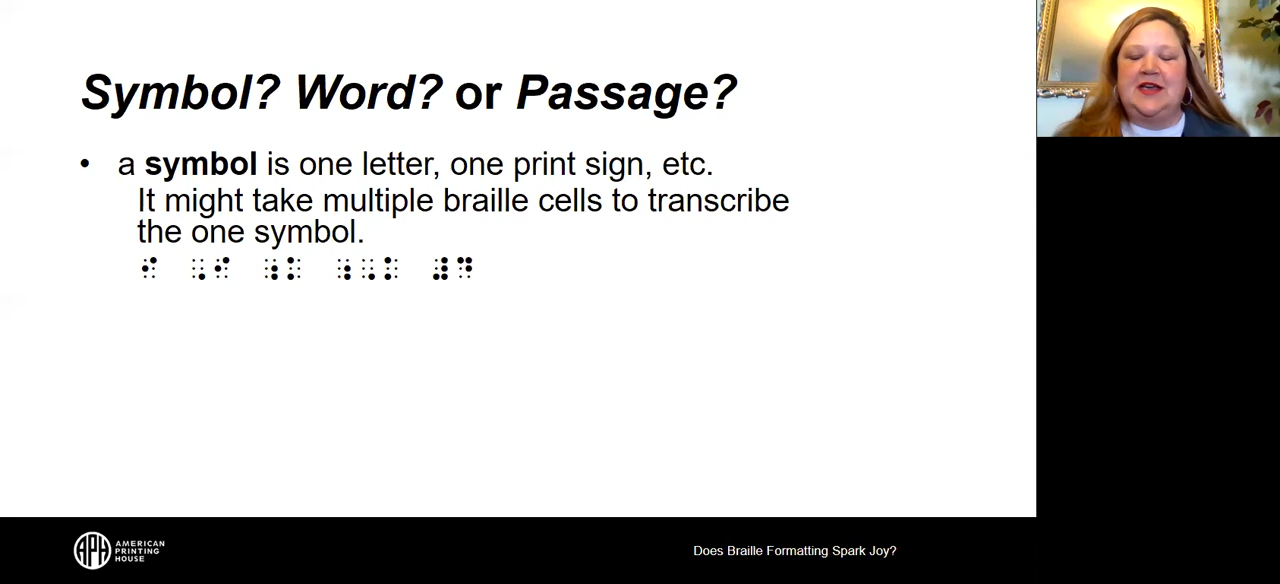 Symbol? Word? or Passage?
• a symbol is one letter, one print sign, etc.
It might take multiple braille cells to transcribe
the one symbol.
⠊ ⠠⠊ ⠰⠅ ⠰⠠⠅ ⠼⠙
APH AMERICAN
PRINTING
HOUSE
Does Braille Formatting Spark Joy?